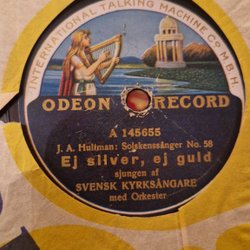 INTERNATIONAL TALKING MACHINE Co. M.B.H
ODEON RECORD
A 145655
J. A. Hultman: Solskenssånger No. 58
Ej silver, ej guld
sjungen af
SVENSK KYRKSÅNGARE
med Orkester